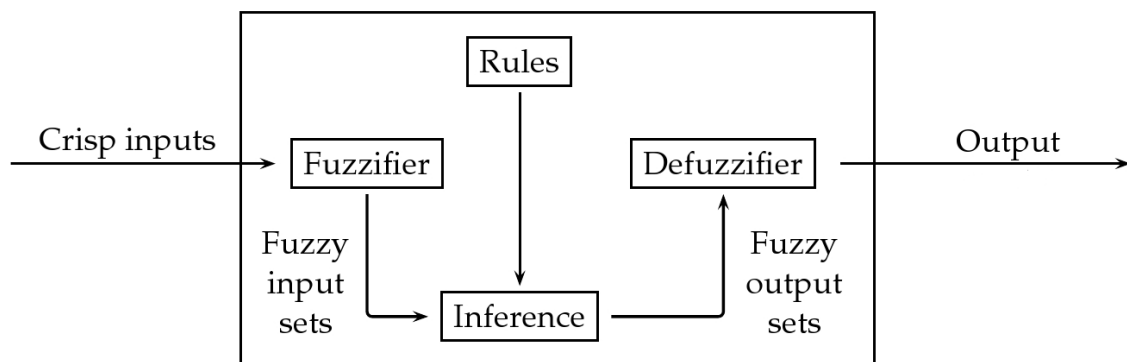 Rules
Crisp inputs
Fuzzifier
Defuzzifier
Output
Fuzzy
input
sets
Inference
Fuzzy
output
sets